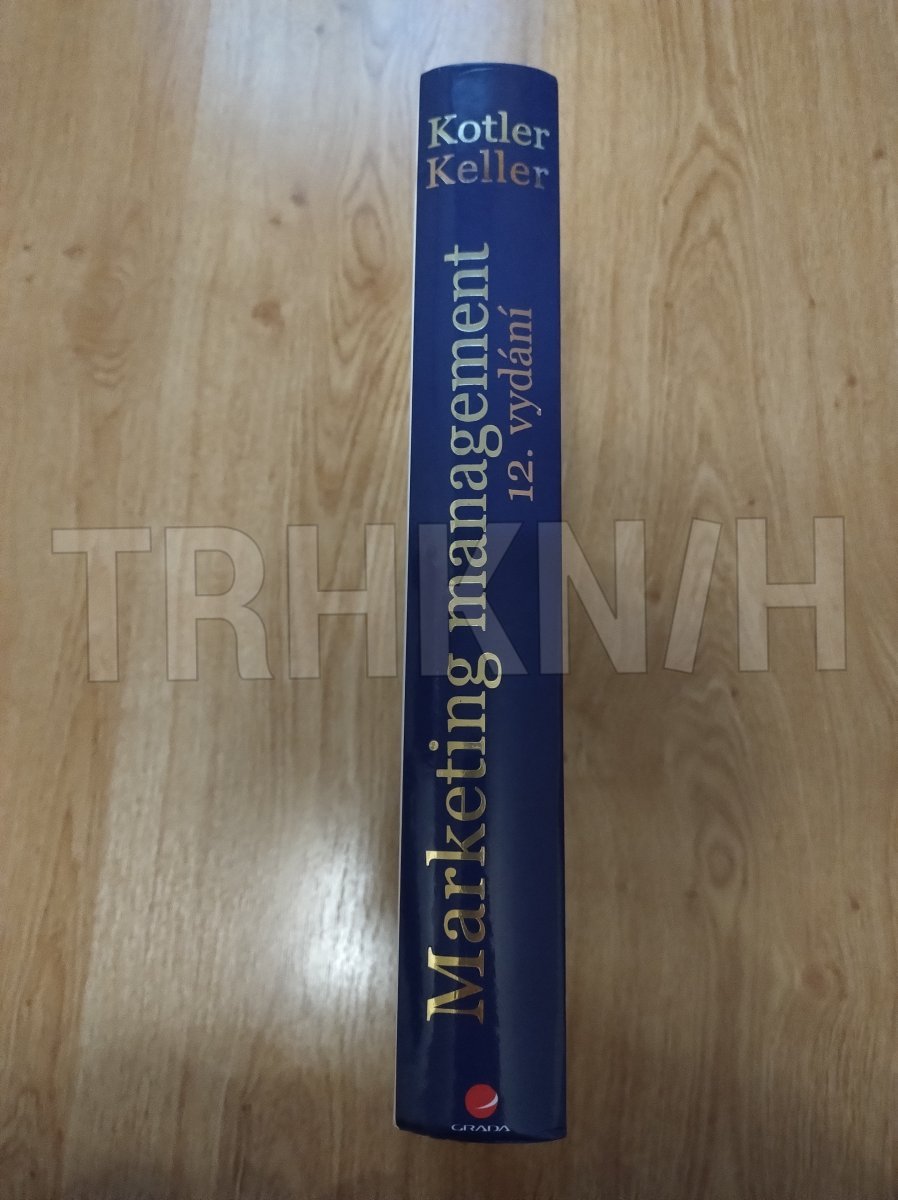 Kotler
Keller
Marketing management
12. vydání
GRADA
TRHKNIH